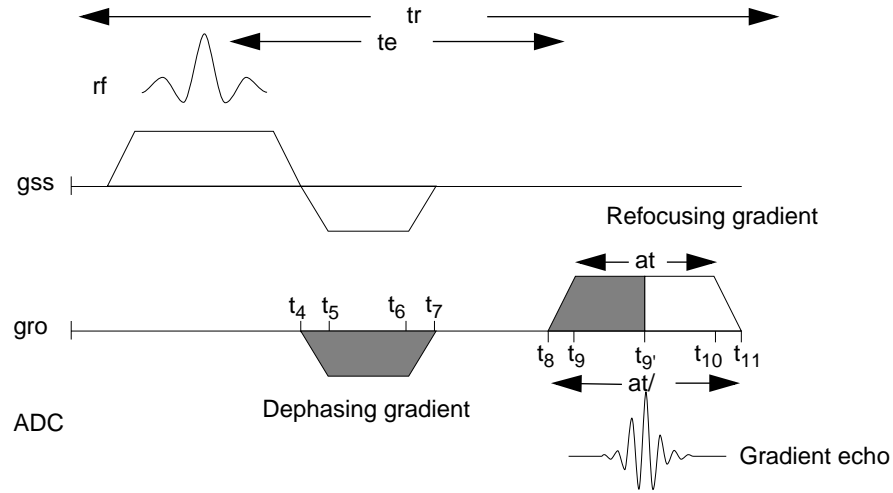 tr
te
rf
gss
Refocusing gradient
at
t4 t5 t6 t7
gro
t8 t9 t9' t10 t11
at/
Dephasing gradient
ADC
Gradient echo